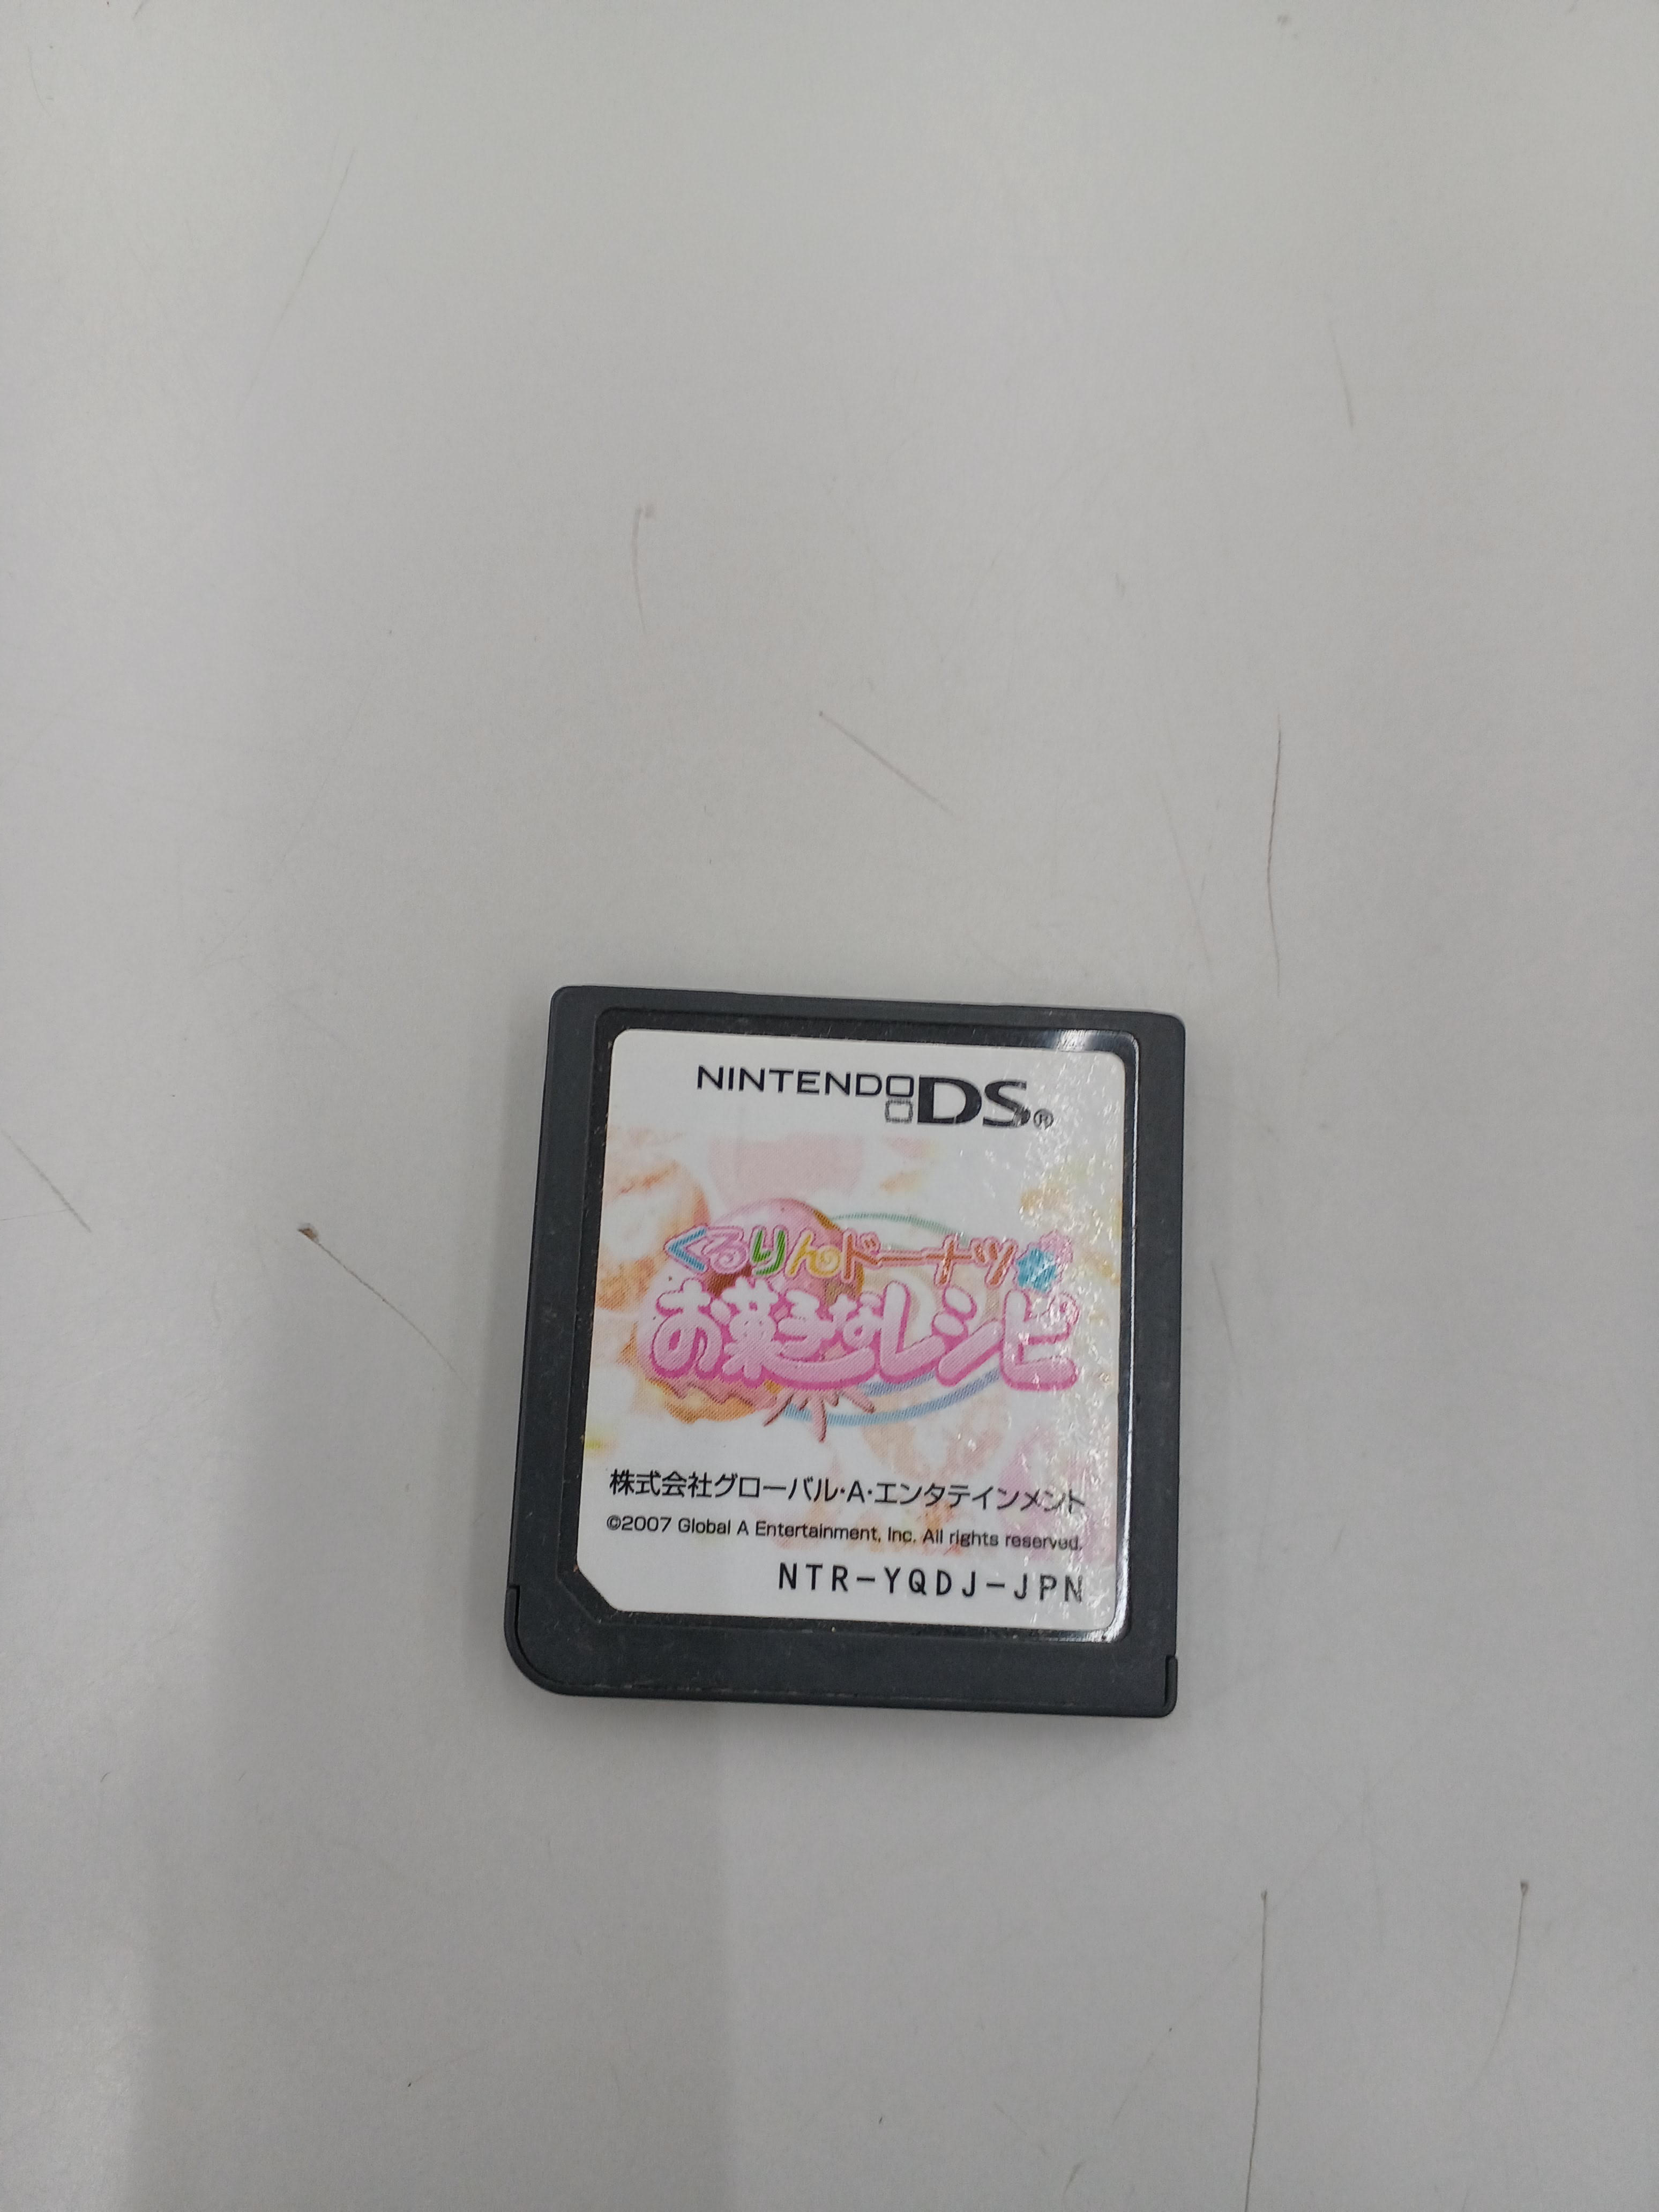 NINTENDO DS®
くるりんドーナツ
お菓子なレシピ
株式会社グローバル・A・エンタテインメント
©2007 Global A Entertainment, Inc. All rights reserved.
NTR-YQDJ-JPN